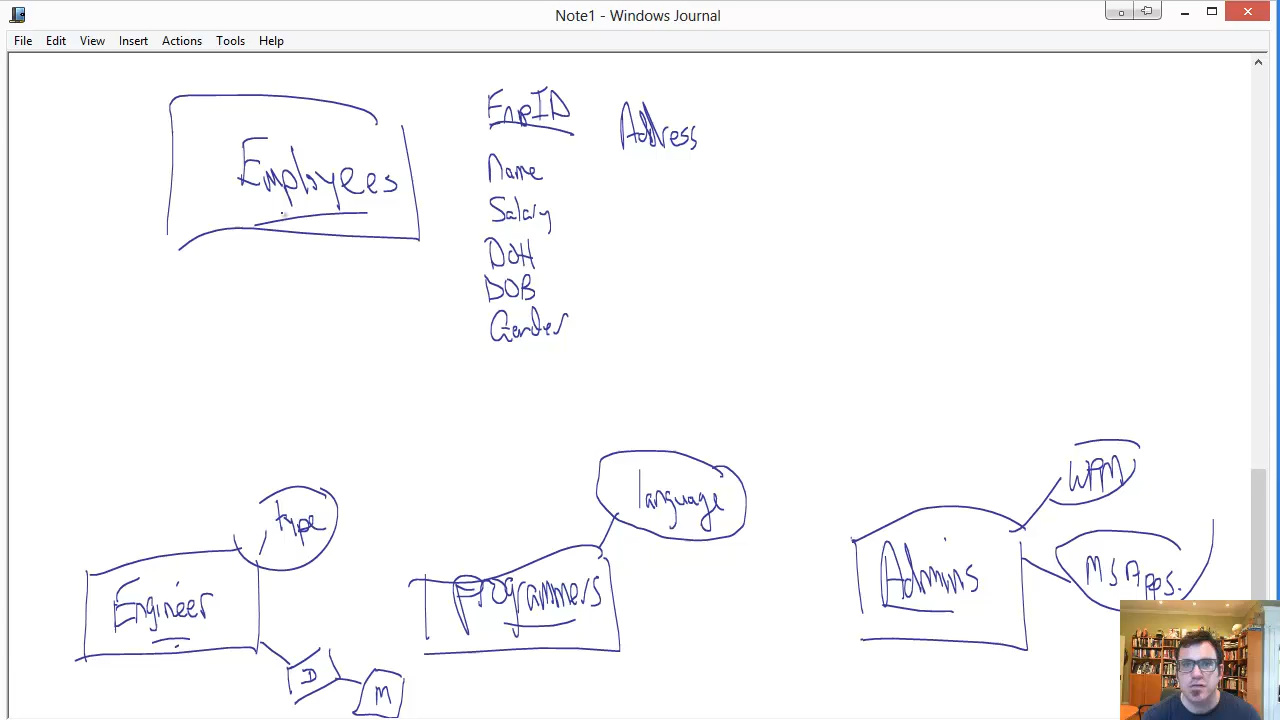 Note1 - Windows Journal
File Edit View Insert Actions Tools Help
Employees
EmpID
Name
Salary
DOH
DOB
Gender
Address
type
Engineer
D
M
language
Programmers
WPM
Admins
MS Apps.